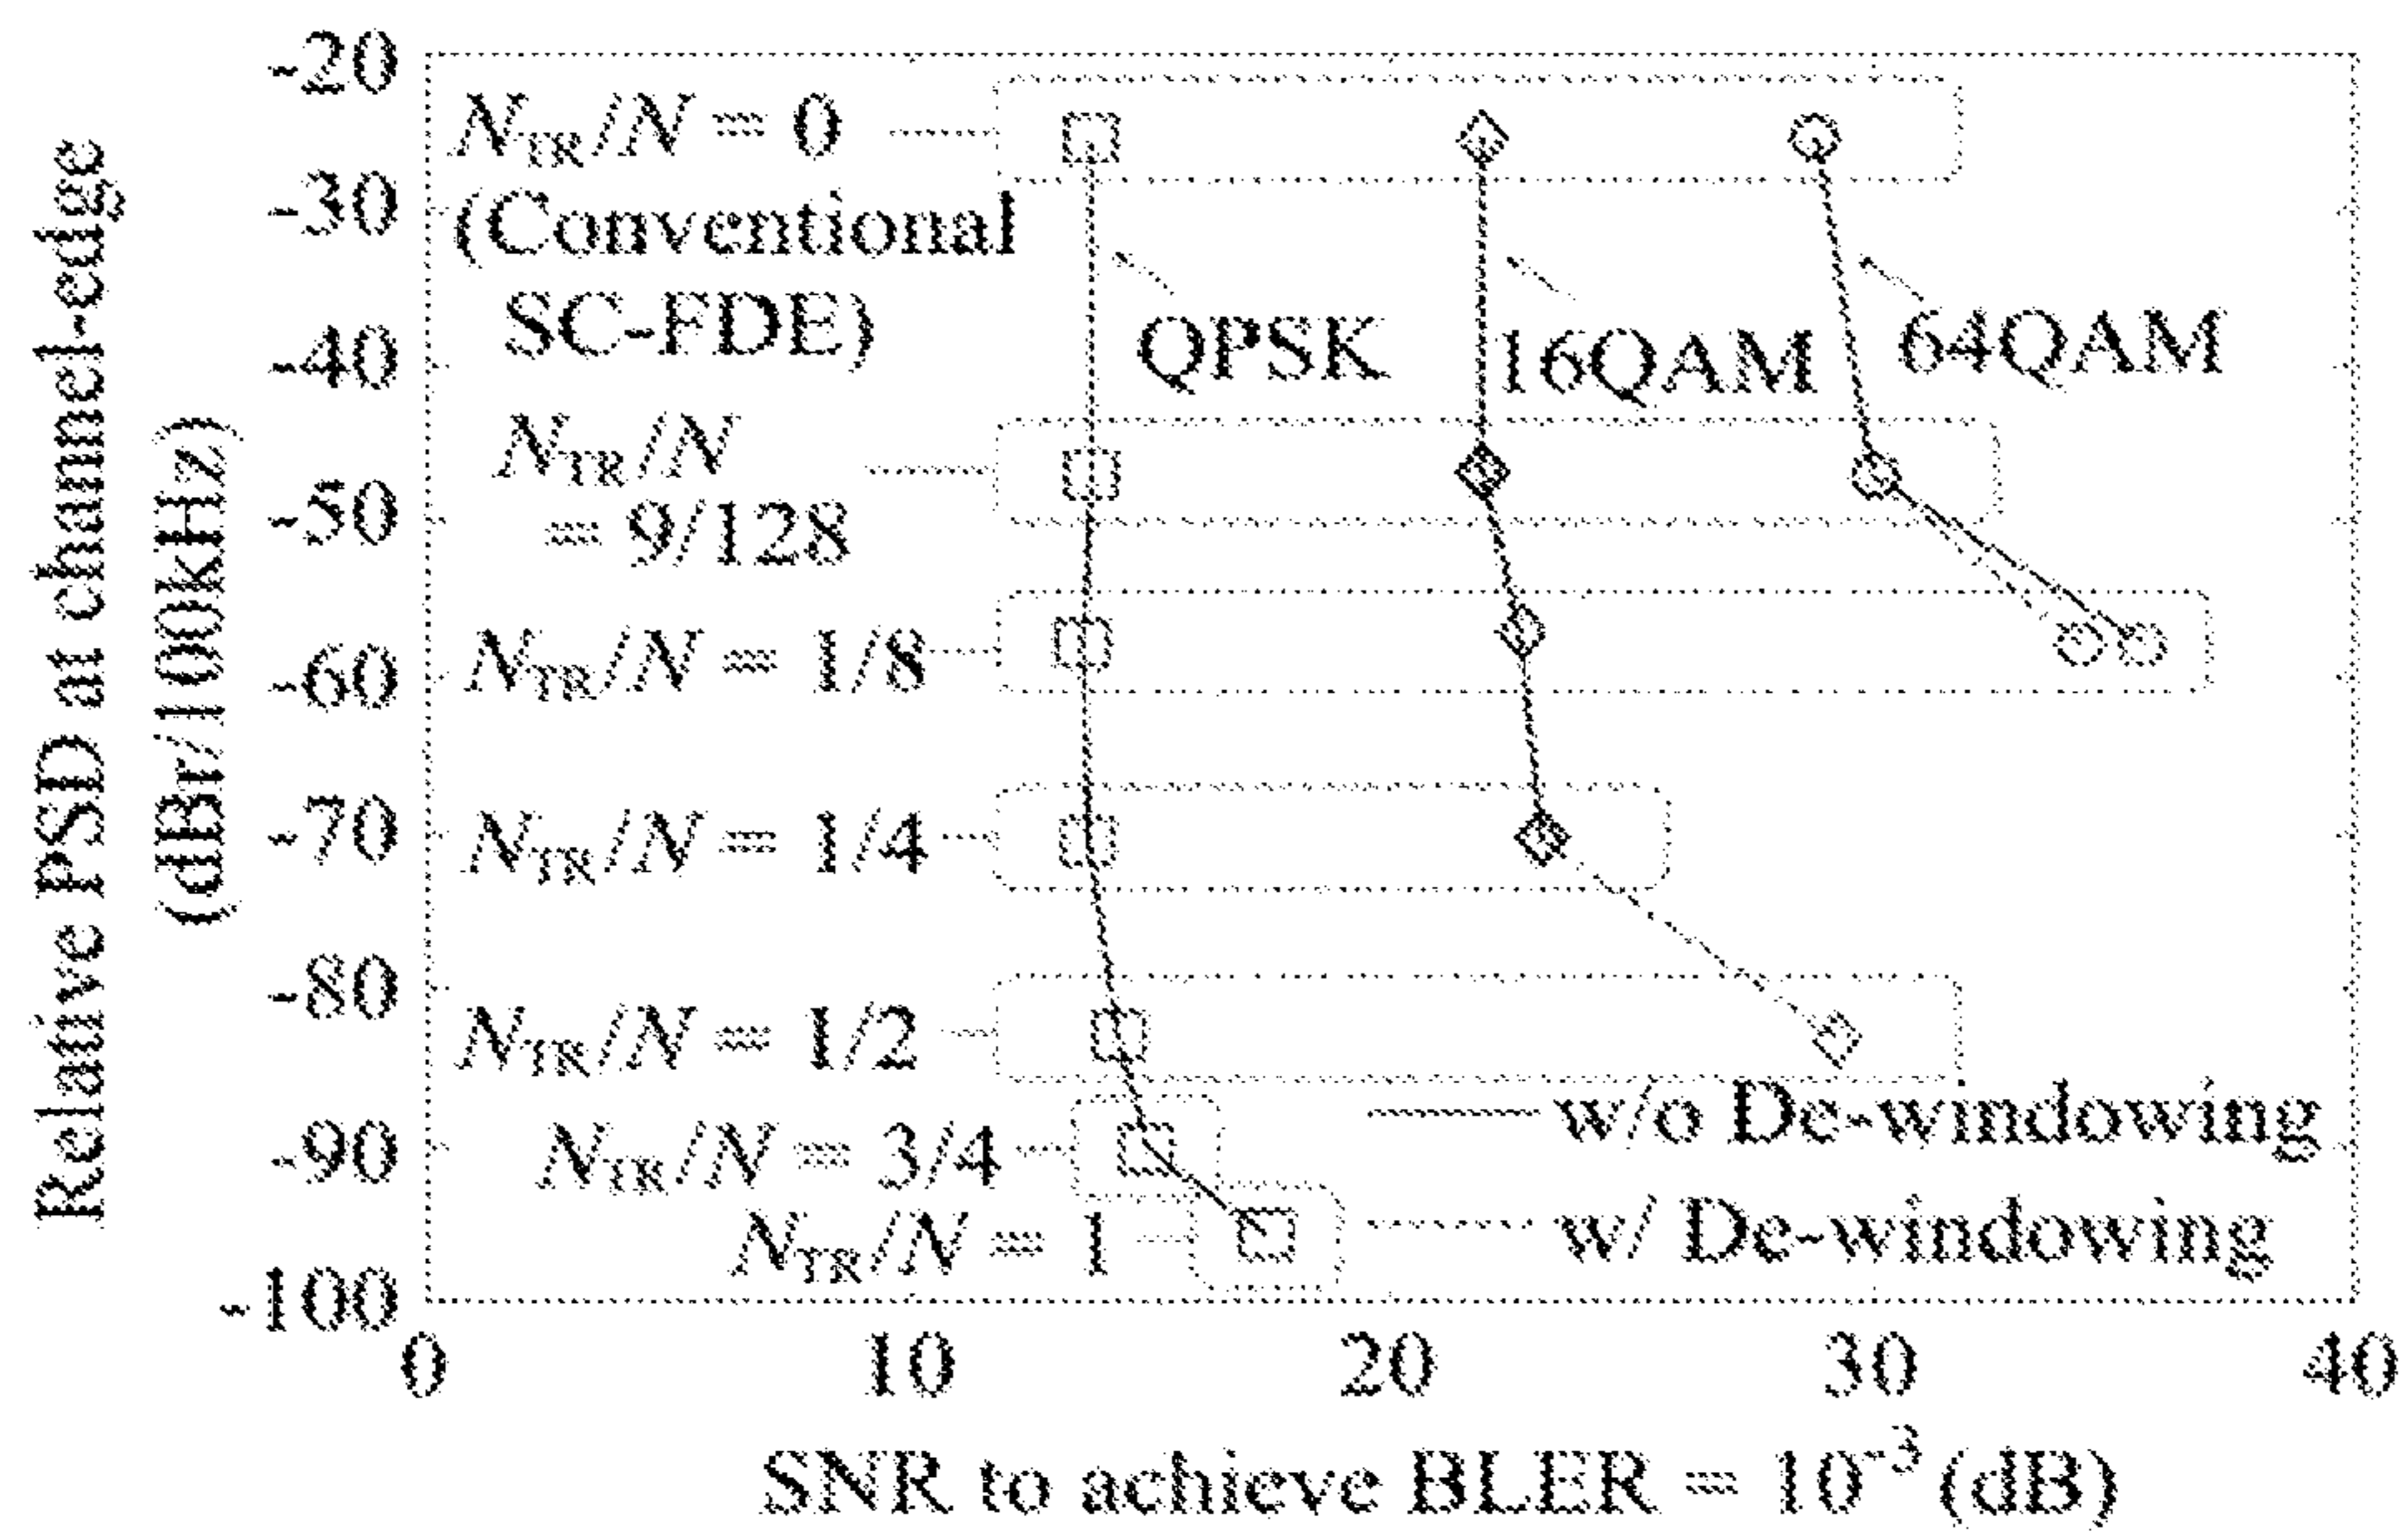 Relative PSD at channel-edge
(dBr/100kHz)
-20
-30
-40
-50
-60
-70
-80
-90
-100
N_TR/N = 0
(Conventional
SC-FDE)
QPSK
16QAM
64QAM
N_TR/N
= 9/128
N_TR/N = 1/8
N_TR/N = 1/4
N_TR/N = 1/2
N_TR/N = 3/4
N_TR/N = 1
w/o De-windowing
w/ De-windowing
0
10
20
30
40
SNR to achieve BLER = 10⁻³ (dB)